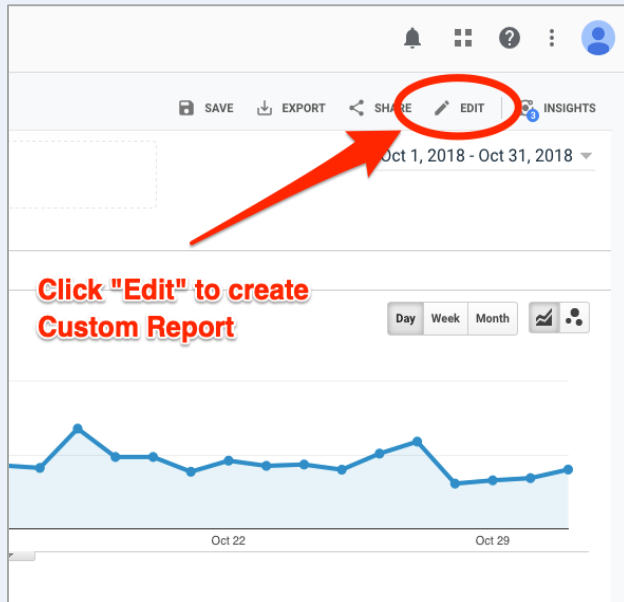 SAVE EXPORT SHARE EDIT 3 INSIGHTS
Oct 1, 2018 - Oct 31, 2018
Click "Edit" to create
Custom Report
Day Week Month
Oct 22 Oct 29